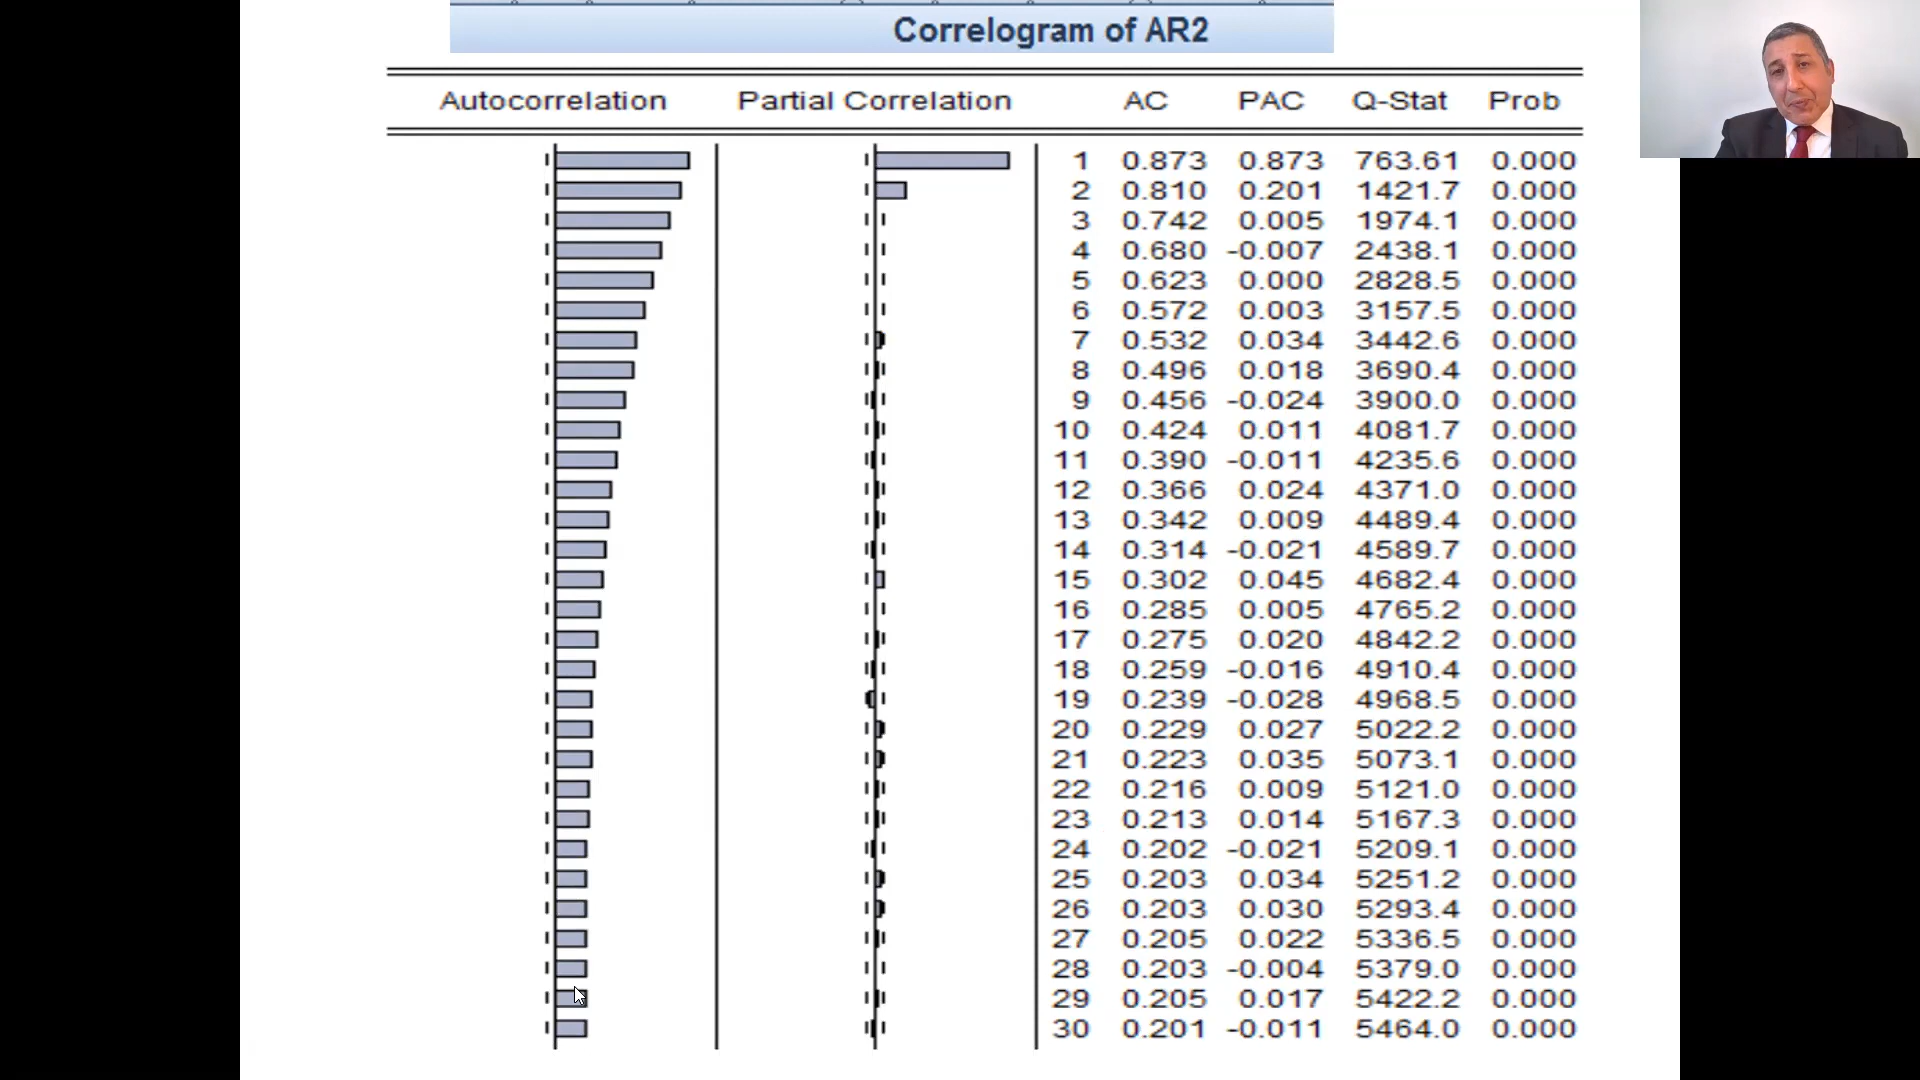 Correlogram of AR2
Autocorrelation Partial Correlation AC PAC Q-Stat Prob
1 0.873 0.873 763.61 0.000
2 0.810 0.201 1421.7 0.000
3 0.742 0.005 1974.1 0.000
4 0.680 -0.007 2438.1 0.000
5 0.623 0.000 2828.5 0.000
6 0.572 0.003 3157.5 0.000
7 0.532 0.034 3442.6 0.000
8 0.496 0.018 3690.4 0.000
9 0.456 -0.024 3900.0 0.000
10 0.424 0.011 4081.7 0.000
11 0.390 -0.011 4235.6 0.000
12 0.366 0.024 4371.0 0.000
13 0.342 0.009 4489.4 0.000
14 0.314 -0.021 4589.7 0.000
15 0.302 0.045 4682.4 0.000
16 0.285 0.005 4765.2 0.000
17 0.275 0.020 4842.2 0.000
18 0.259 -0.016 4910.4 0.000
19 0.239 -0.028 4968.5 0.000
20 0.229 0.027 5022.2 0.000
21 0.223 0.035 5073.1 0.000
22 0.216 0.009 5121.0 0.000
23 0.213 0.014 5167.3 0.000
24 0.202 -0.021 5209.1 0.000
25 0.203 0.034 5251.2 0.000
26 0.203 0.030 5293.4 0.000
27 0.205 0.022 5336.5 0.000
28 0.203 -0.004 5379.0 0.000
29 0.205 0.017 5422.2 0.000
30 0.201 -0.011 5464.0 0.000